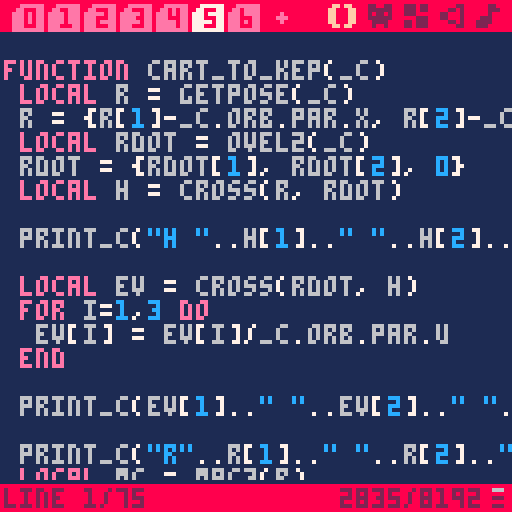 0 1 2 3 4 5 6 +
FUNCTION CART_TO_KEP(_C)
LOCAL R = GETPOSE(_C)
R = {R[1]-_C.ORB.PAR.X, R[2]-_C
LOCAL RDOT = OVEL2(_C)
RDOT = {RDOT[1], RDOT[2], 0}
LOCAL H = CROSS(R, RDOT)
PRINT_C("H "..H[1].." "..H[2]..
LOCAL EV = CROSS(RDOT, H)
FOR I=1,3 DO
EV[I] = EV[I]/_C.ORB.PAR.U
END
PRINT_C(EV[1].." "..EV[2].." ".
PRINT_C("R"..R[1].." "..R[2].."
LOCAL
LINE 1/75
2835/8192